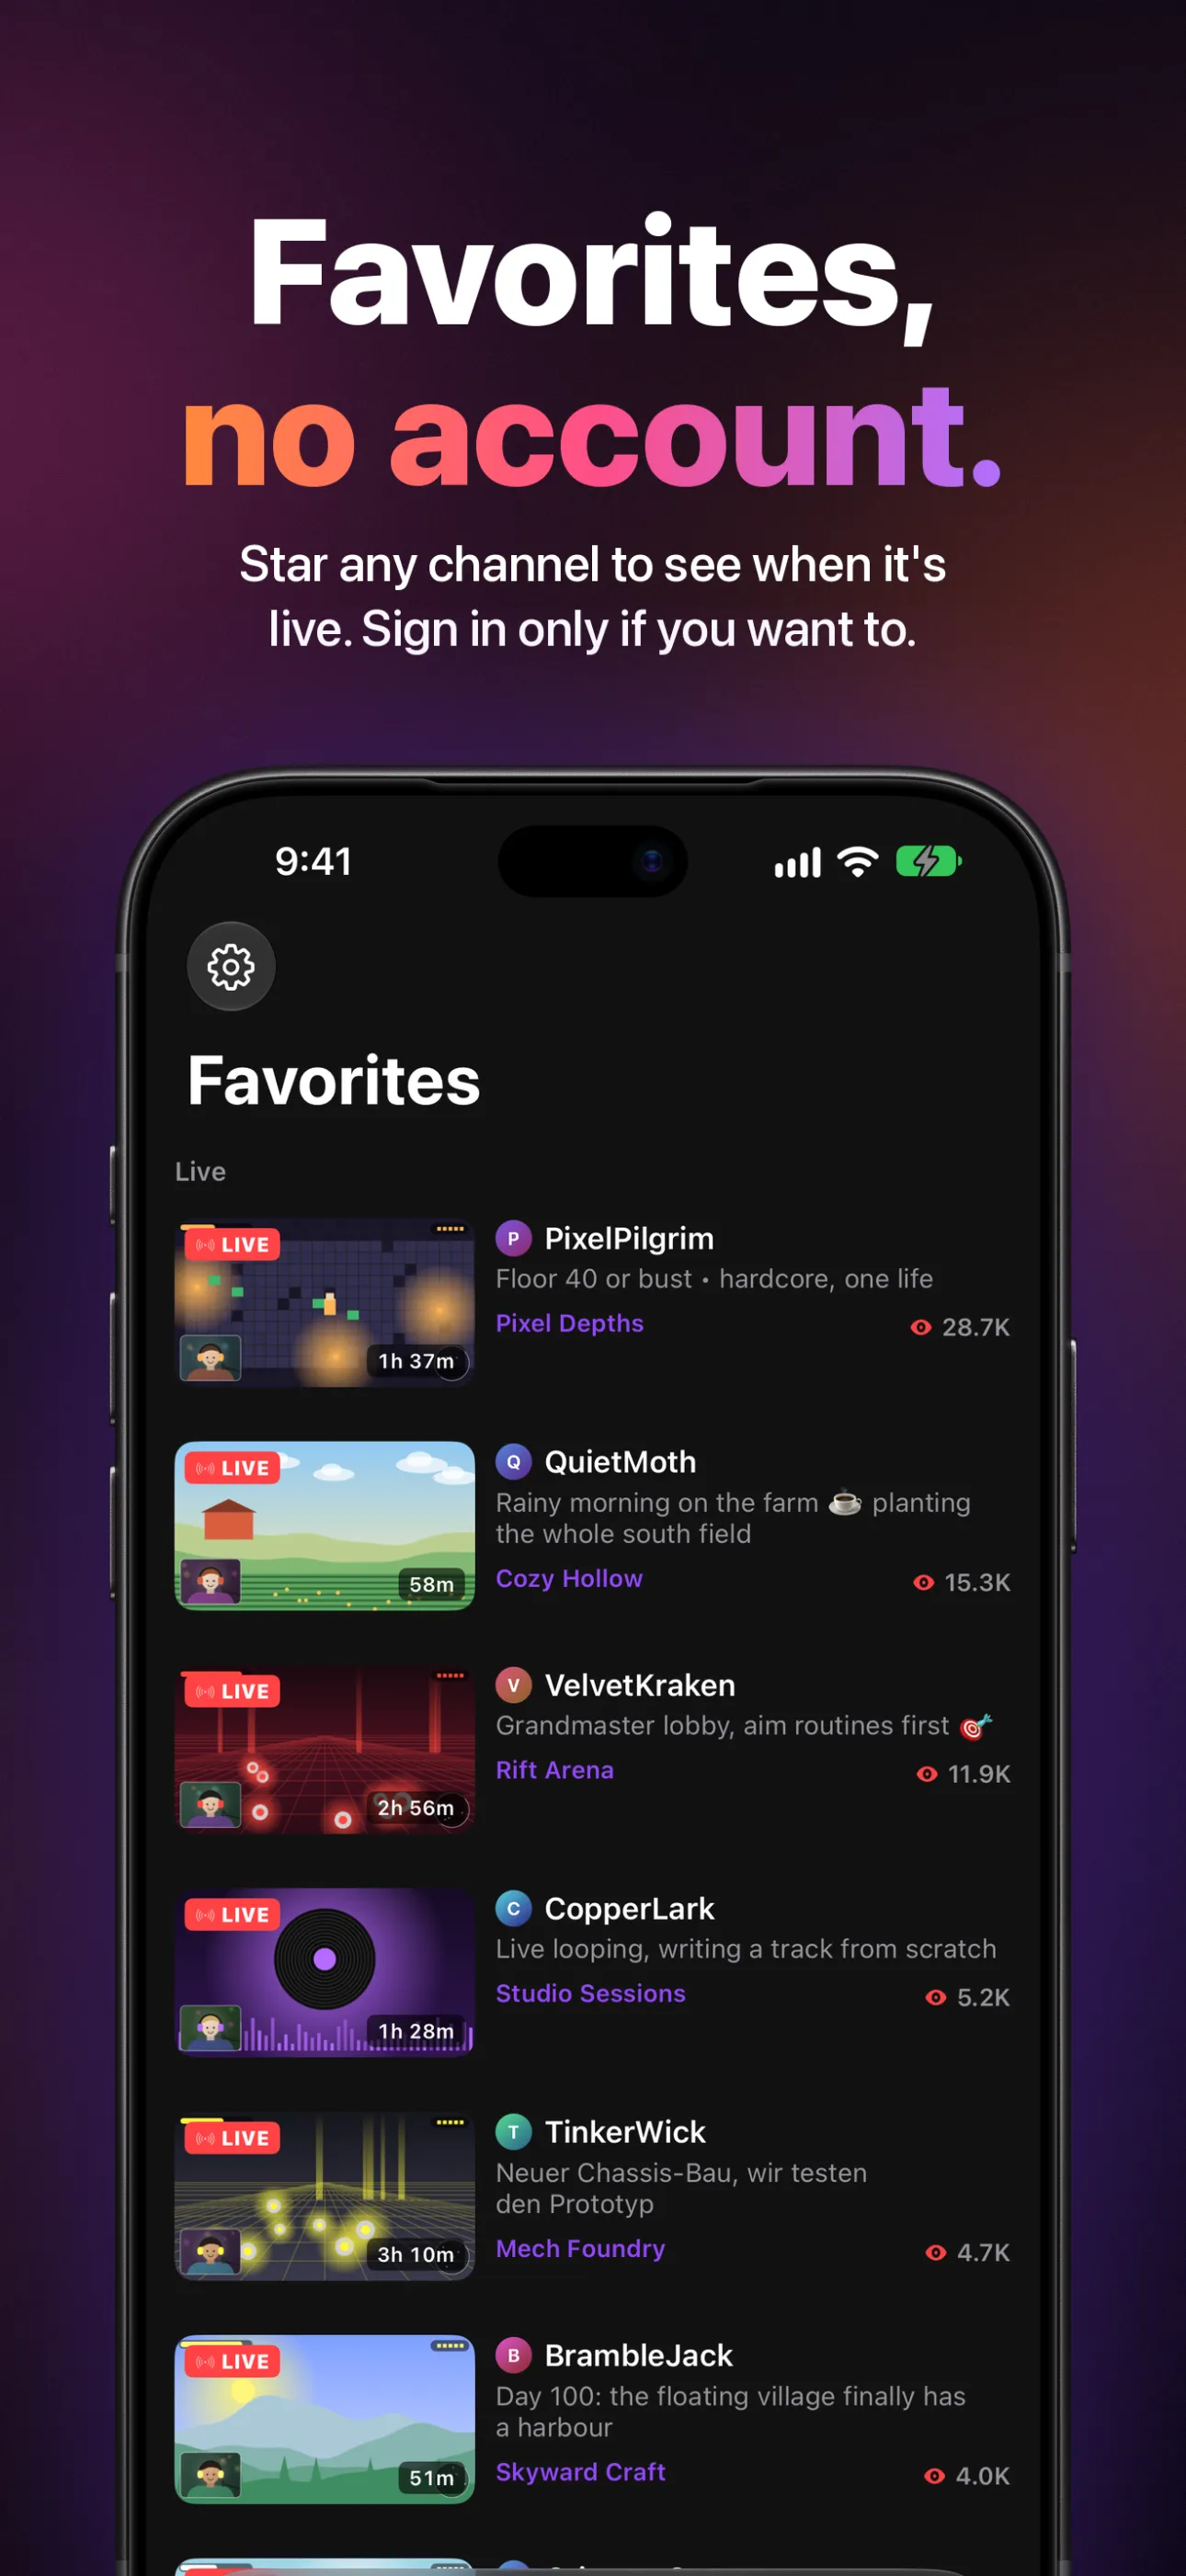 Favorites,
no account.
Star any channel to see when it's
live. Sign in only if you want to.
9:41
Favorites
Live
LIVE
1h 37m
P
PixelPilgrim
Floor 40 or bust • hardcore, one life
Pixel Depths
28.7K
LIVE
58m
Q
QuietMoth
Rainy morning on the farm ☕ planting
the whole south field
Cozy Hollow
15.3K
LIVE
2h 56m
V
VelvetKraken
Grandmaster lobby, aim routines first 🎯
Rift Arena
11.9K
LIVE
1h 28m
C
CopperLark
Live looping, writing a track from scratch
Studio Sessions
5.2K
LIVE
3h 10m
T
TinkerWick
Neuer Chassis-Bau, wir testen
den Prototyp
Mech Foundry
4.7K
LIVE
51m
B
BrambleJack
Day 100: the floating village finally has
a harbour
Skyward Craft
4.0K